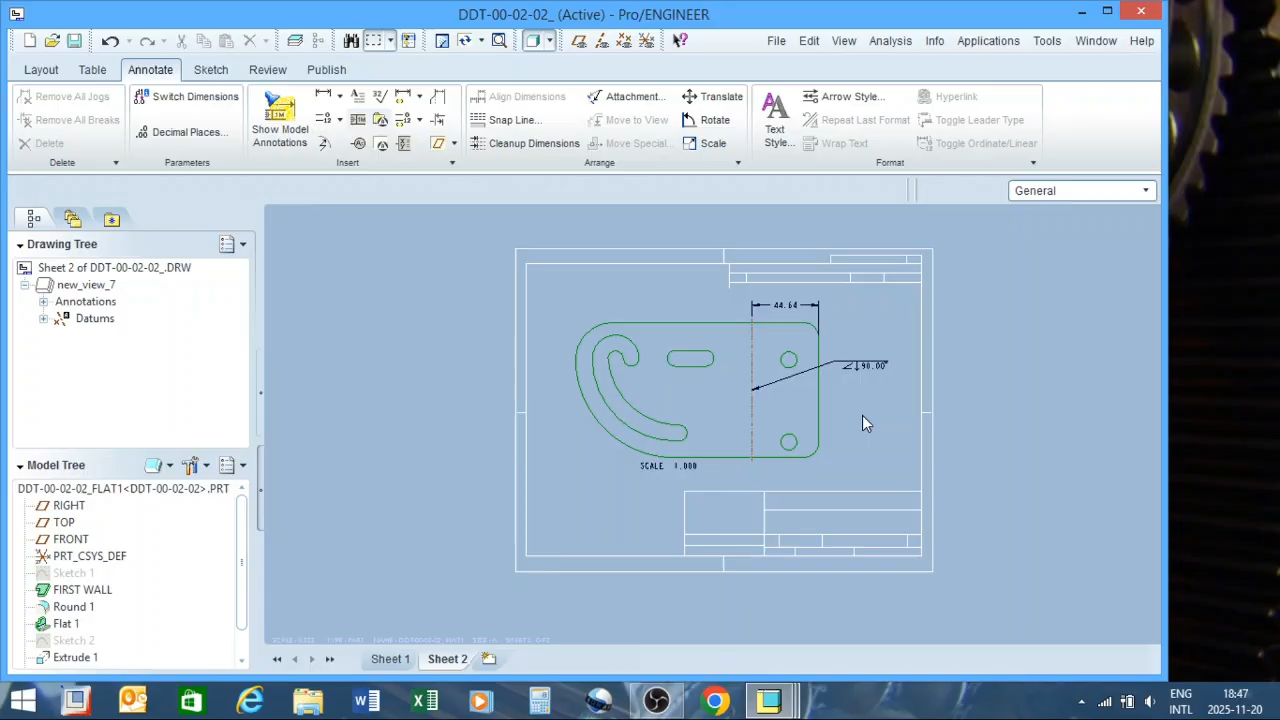 DDT-00-02-02_ (Active) - Pro/ENGINEER
File Edit View Analysis Info Applications Tools Window Help
Layout Table Annotate Sketch Review Publish
Remove All Jogs
Remove All Breaks
Delete
Delete
Switch Dimensions
Decimal Places...
Parameters
Show Model
Annotations
Insert
Align Dimensions
Snap Line...
Cleanup Dimensions
Attachment...
Move to View
Move Special...
Translate
Rotate
Scale
Arrange
Text
Style...
Arrow Style...
Repeat Last Format
Wrap Text
Hyperlink
Toggle Leader Type
Toggle Ordinate/Linear
Format
General
Drawing Tree
Sheet 2 of DDT-00-02-02_.DRW
new_view_7
Annotations
Datums
Model Tree
DDT-00-02-02_FLAT1<DDT-00-02-02>.PRT
RIGHT
TOP
FRONT
PRT_CSYS_DEF
Sketch 1
FIRST WALL
Round 1
Flat 1
Sketch 2
Extrude 1
44.64
90.00°
SCALE 1.000
Sheet 1 Sheet 2
ENG
INTL
18:47
2025-11-20